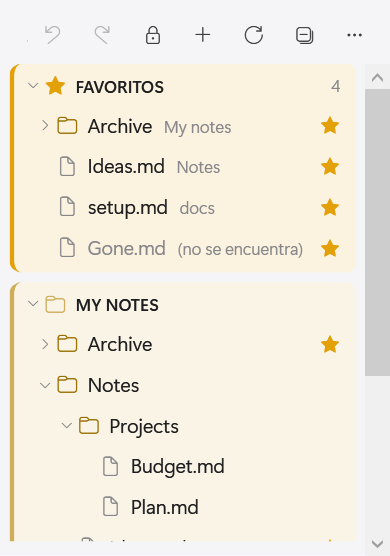 FAVORITOS 4
Archive My notes
Ideas.md Notes
setup.md docs
Gone.md (no se encuentra)
MY NOTES
Archive
Notes
Projects
Budget.md
Plan.md